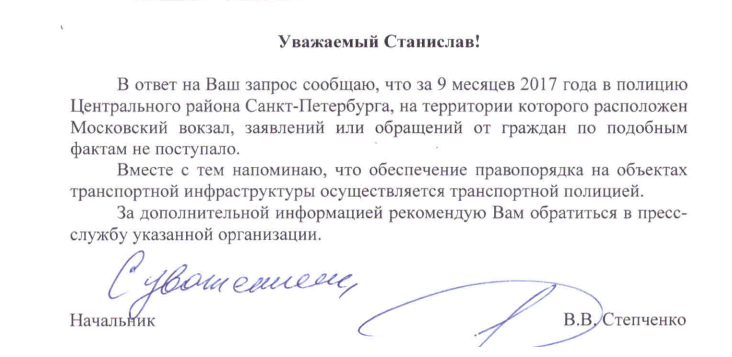 Уважаемый Станислав!
В ответ на Ваш запрос сообщаю, что за 9 месяцев 2017 года в полицию
Центрального района Санкт-Петербурга, на территории которого расположен
Московский вокзал, заявлений или обращений от граждан по подобным
фактам не поступало.
Вместе с тем напоминаю, что обеспечение правопорядка на объектах
транспортной инфраструктуры осуществляется транспортной полицией.
За дополнительной информацией рекомендую Вам обратиться в пресс-
службу указанной организации.
С уважением,
Начальник В.В. Степченко